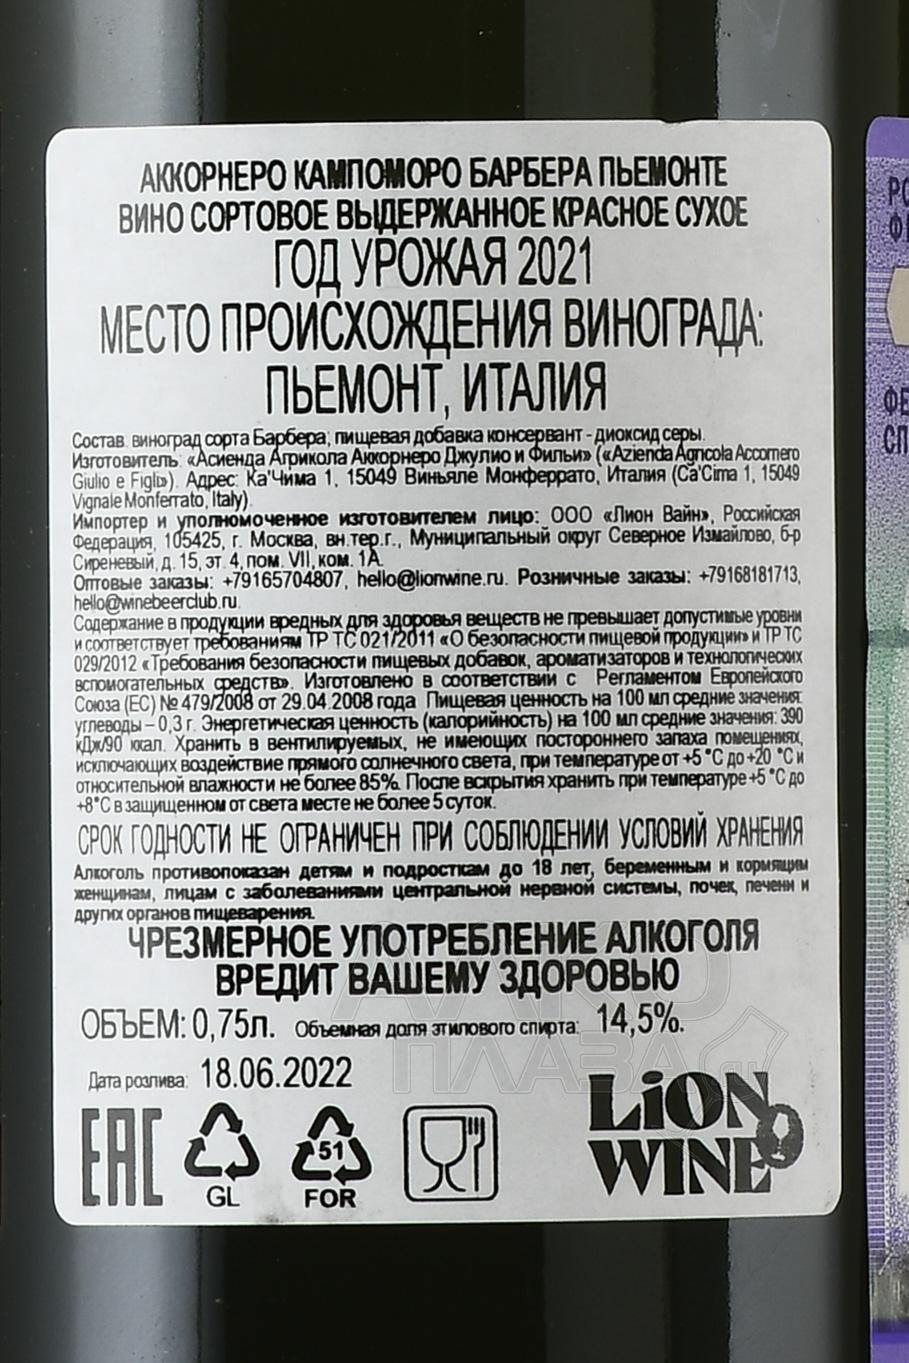 АККОРНЕРО КАМПОМОРО БАРБЕРА ПЬЕМОНТЕ
ВИНО СОРТОВОЕ ВЫДЕРЖАННОЕ КРАСНОЕ СУХОЕ
ГОД УРОЖАЯ 2021
МЕСТО ПРОИСХОЖДЕНИЯ ВИНОГРАДА:
ПЬЕМОНТ, ИТАЛИЯ
Состав: виноград сорта Барбера; пищевая добавка консервант - диоксид серы.
Изготовитель: «Асиенда Агрикола Аккорнеро Джулио е Фильи» («Azienda Agricola Accornero
Giulio e Figli»). Адрес: Ка'Чима 1, 15049 Виньяле Монферрато, Италия (Ca'Cima 1, 15049
Vignale Monferrato, Italy).
Импортер и уполномоченное изготовителем лицо: ООО «Лион Вайн», Российская
Федерация, 105425, г. Москва, вн.тер.г., Муниципальный округ Северное Измайлово, б-р
Сиреневый, д. 15, эт. 4, пом. VII, ком. 1А.
Оптовые заказы: +79165704807, hello@lionwine.ru. Розничные заказы: +79168181713,
hello@winebeerclub.ru.
Содержание в продукции вредных для здоровья веществ не превышает допустимые уровни
и соответствует требованиям ТР ТС 021/2011 «О безопасности пищевой продукции» и ТР ТС
029/2012 «Требования безопасности пищевых добавок, ароматизаторов и технологических
вспомогательных средств». Изготовлено в соответствии с Регламентом Европейского
Союза (ЕС) № 479/2008 от 29.04.2008 года. Пищевая ценность на 100 мл средние значения:
углеводы – 0,3 г. Энергетическая ценность (калорийность) на 100 мл средние значения: 390
кДж/90 ккал. Хранить в вентилируемых, не имеющих постороннего запаха помещениях,
исключающих воздействие прямого солнечного света, при температуре от +5 °С до +20 °С и
относительной влажности не более 85%. После вскрытия хранить при температуре +5 °С до
+8°С в защищенном от света месте не более 5 суток.
СРОК ГОДНОСТИ НЕ ОГРАНИЧЕН ПРИ СОБЛЮДЕНИИ УСЛОВИЙ ХРАНЕНИЯ
Алкоголь противопоказан детям и подросткам до 18 лет, беременным и кормящим
женщинам, лицам с заболеваниями центральной нервной системы, почек, печени и
других органов пищеварения.
ЧРЕЗМЕРНОЕ УПОТРЕБЛЕНИЕ АЛКОГОЛЯ
ВРЕДИТ ВАШЕМУ ЗДОРОВЬЮ
ОБЪЕМ: 0,75л. Объемная доля этилового спирта: 14,5%.
Дата розлива: 18.06.2022
ЕАС
GL
51
FOR
LiON
WINE
АЛКО
ПЛАЗА
.ru